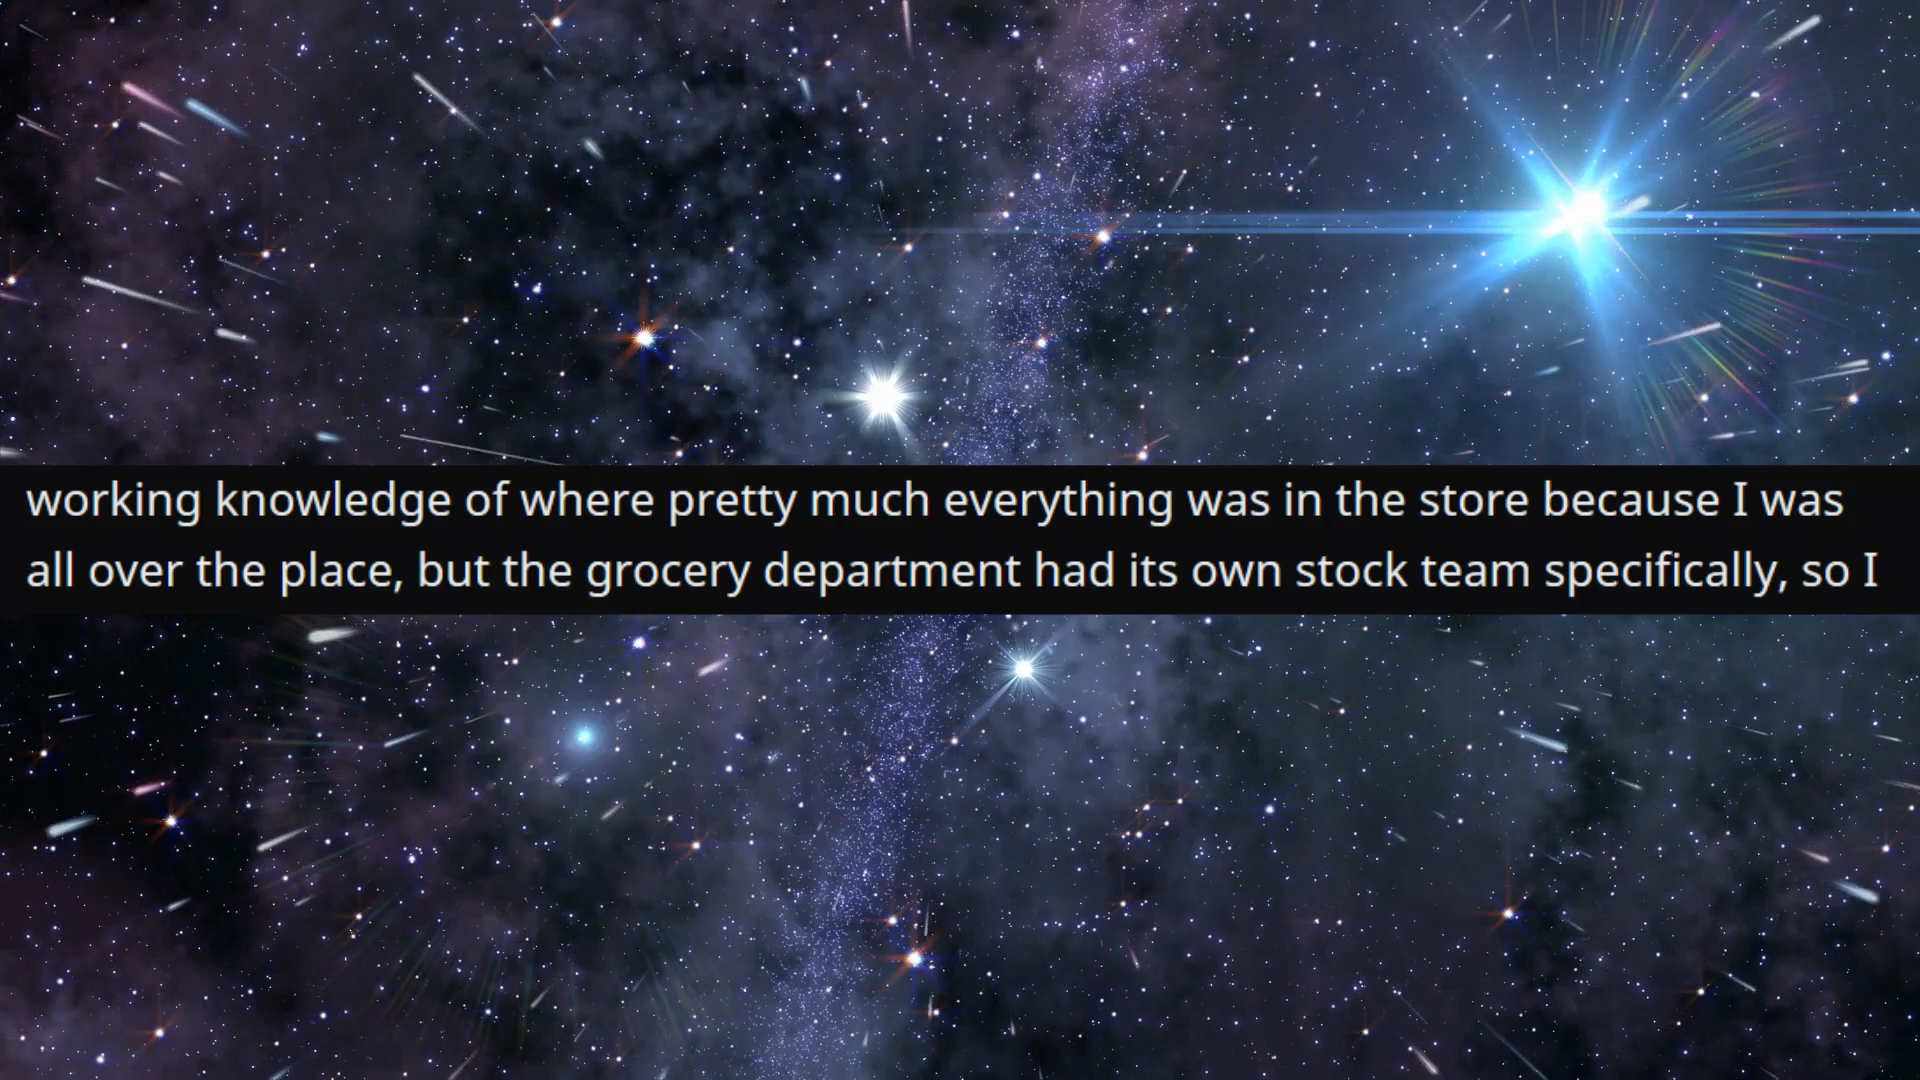 working knowledge of where pretty much everything was in the store because I was
all over the place, but the grocery department had its own stock team specifically, so I